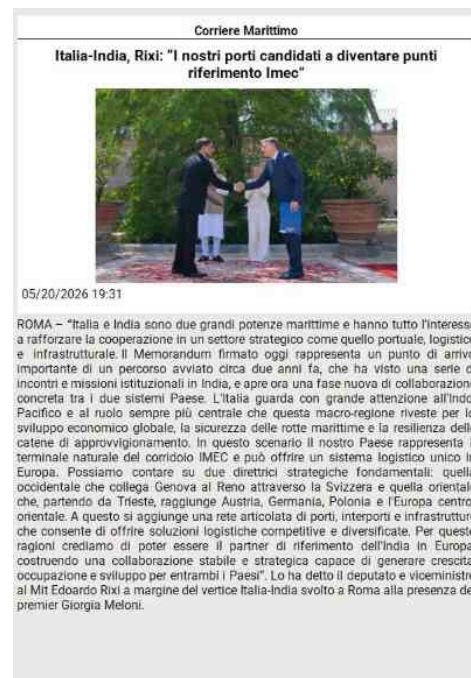 Corriere Marittimo
Italia-India, Rixi: “I nostri porti candidati a diventare punti
riferimento Imec”
05/20/2026 19:31
ROMA – “Italia e India sono due grandi potenze marittime e hanno tutto l'interess
a rafforzare la cooperazione in un settore strategico come quello portuale, logistic
e infrastrutturale. Il Memorandum firmato oggi rappresenta un punto di arriv
importante di un percorso avviato circa due anni fa, che ha visto una serie d
incontri e missioni istituzionali in India, e apre ora una fase nuova di collaborazion
concreta tra i due sistemi Paese. L'Italia guarda con grande attenzione all'Indo
Pacifico e al ruolo sempre più centrale che questa macro-regione riveste per l
sviluppo economico globale, la sicurezza delle rotte marittime e la resilienza dell
catene di approvvigionamento. In questo scenario il nostro Paese rappresenta i
terminale naturale del corridoio IMEC e può offrire un sistema logistico unico i
Europa. Possiamo contare su due direttrici strategiche fondamentali: quella
occidentale che collega Genova al Reno attraverso la Svizzera e quella oriental
che, partendo da Trieste, raggiunge Austria, Germania, Polonia e l'Europa centro
orientale. A questo si aggiunge una rete articolata di porti, interporti e infrastruttur
che consente di offrire soluzioni logistiche competitive e diversificate. Per quest
ragioni crediamo di poter essere il partner di riferimento dell'India in Europa
costruendo una collaborazione stabile e strategica capace di generare crescita
occupazione e sviluppo per entrambi i Paesi”. Lo ha detto il deputato e viceministr
al Mit Edoardo Rixi a margine del vertice Italia-India svolto a Roma alla presenza de
premier Giorgia Meloni.